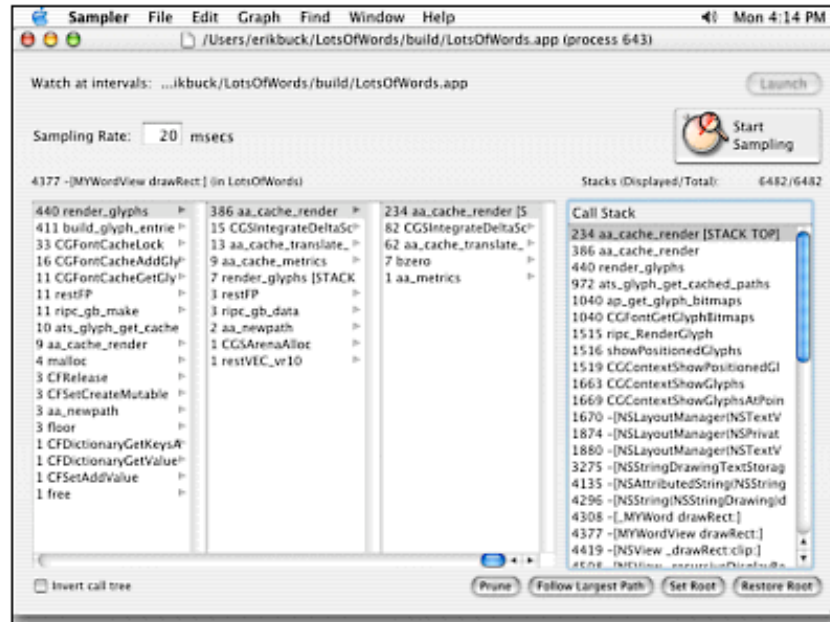 Sampler File Edit Graph Find Window Help Mon 4:14 PM
/Users/erikbuck/LotsOfWords/build/LotsOfWords.app (process 643)
Watch at intervals: ...ikbuck/LotsOfWords/build/LotsOfWords.app
Launch
Sampling Rate: 20 msecs
Start
Sampling
4377 -[MYWordView drawRect:] (in LotsOfWords)
Stacks (Displayed/Total): 6482/6482
440 render_glyphs
411 build_glyph_entrie
33 CGFontCacheLock
16 CGFontCacheAddGly
11 CGFontCacheGetGly
11 restFP
11 ripc_gb_make
10 ats_glyph_get_cache
9 aa_cache_render
4 malloc
3 CFRelease
3 CFSetCreateMutable
3 aa_newpath
3 floor
1 CFDictionaryGetKeysA
1 CFDictionaryGetValue
1 CFSetAddValue
1 free
386 aa_cache_render
15 CGSIntegrateDeltaSc
13 aa_cache_translate_
9 aa_cache_metrics
7 render_glyphs [STACK
3 restFP
3 ripc_gb_data
2 aa_newpath
1 CGSArenaAlloc
1 restVEC_vr10
234 aa_cache_render [S
82 CGSIntegrateDeltaSc
62 aa_cache_translate_
7 bzero
1 aa_metrics
Call Stack
234 aa_cache_render [STACK TOP]
386 aa_cache_render
440 render_glyphs
972 ats_glyph_get_cached_paths
1040 ap_get_glyph_bitmaps
1040 CGFontGetGlyphBitmaps
1515 ripc_RenderGlyph
1516 showPositionedGlyphs
1519 CGContextShowPositionedGl
1663 CGContextShowGlyphs
1669 CGContextShowGlyphsAtPoin
1670 -[NSLayoutManager(NSTextV
1874 -[NSLayoutManager(NSPrivat
1880 -[NSLayoutManager(NSTextV
3275 -[NSStringDrawingTextStorag
4135 -[NSAttributedString(NSString
4296 -[NSString(NSStringDrawing)d
4308 -[_MYWord drawRect:]
4377 -[MYWordView drawRect:]
4419 -[NSView _drawRect:clip:]
Invert call tree
Prune Follow Largest Path Set Root Restore Root